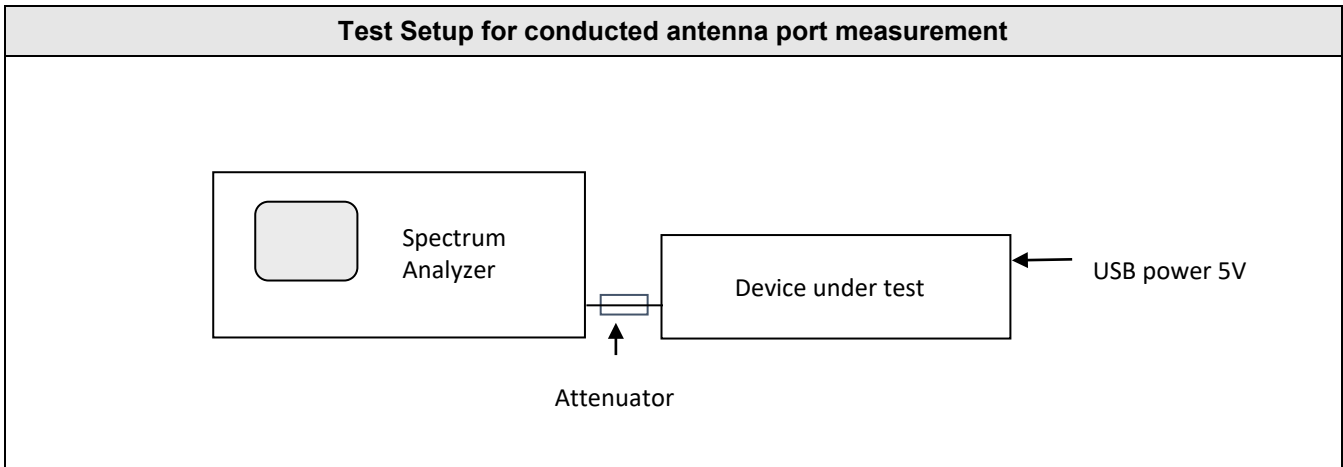 Test Setup for conducted antenna port measurement
Spectrum
Analyzer
Device under test
USB power 5V
Attenuator